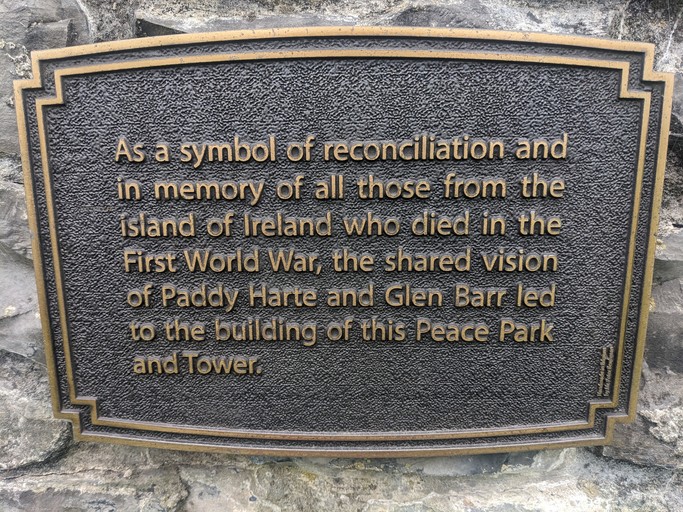 As a symbol of reconciliation and
in memory of all those from the
island of Ireland who died in the
First World War, the shared vision
of Paddy Harte and Glen Barr led
to the building of this Peace Park
and Tower.